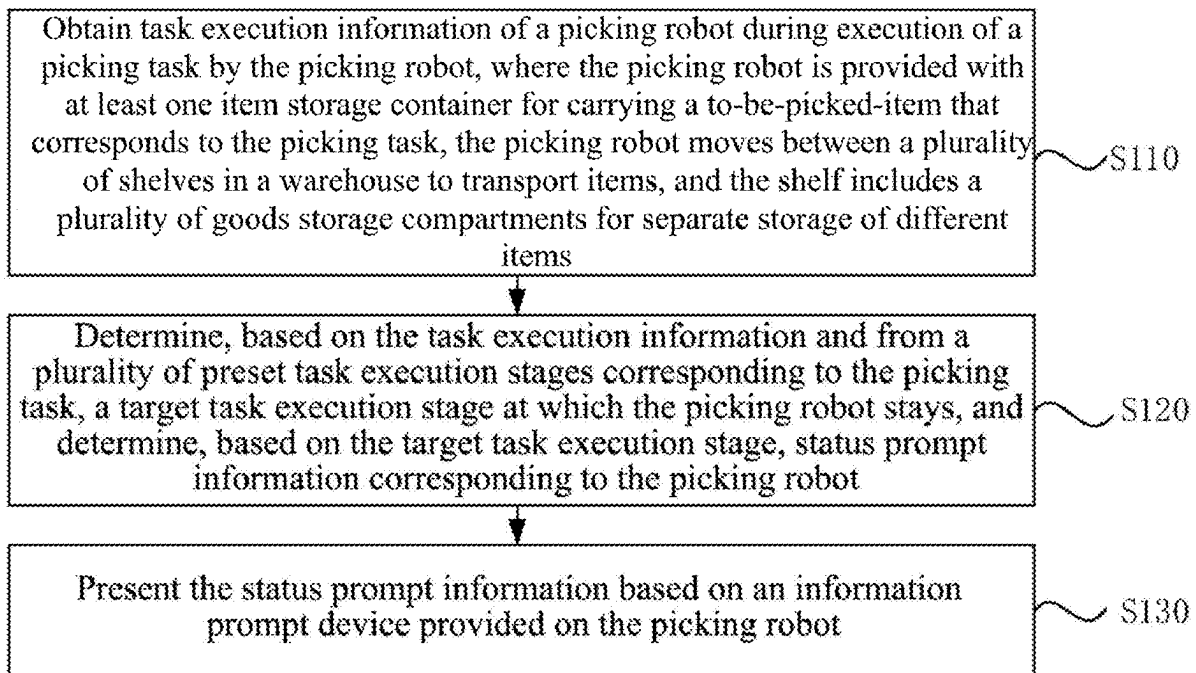 Obtain task execution information of a picking robot during execution of a
picking task by the picking robot, where the picking robot is provided with
at least one item storage container for carrying a to-be-picked-item that
corresponds to the picking task, the picking robot moves between a plurality
of shelves in a warehouse to transport items, and the shelf includes a
plurality of goods storage compartments for separate storage of different
items
S110
Determine, based on the task execution information and from a
plurality of preset task execution stages corresponding to the picking
task, a target task execution stage at which the picking robot stays, and
determine, based on the target task execution stage, status prompt
information corresponding to the picking robot
S120
Present the status prompt information based on an information
prompt device provided on the picking robot
S130